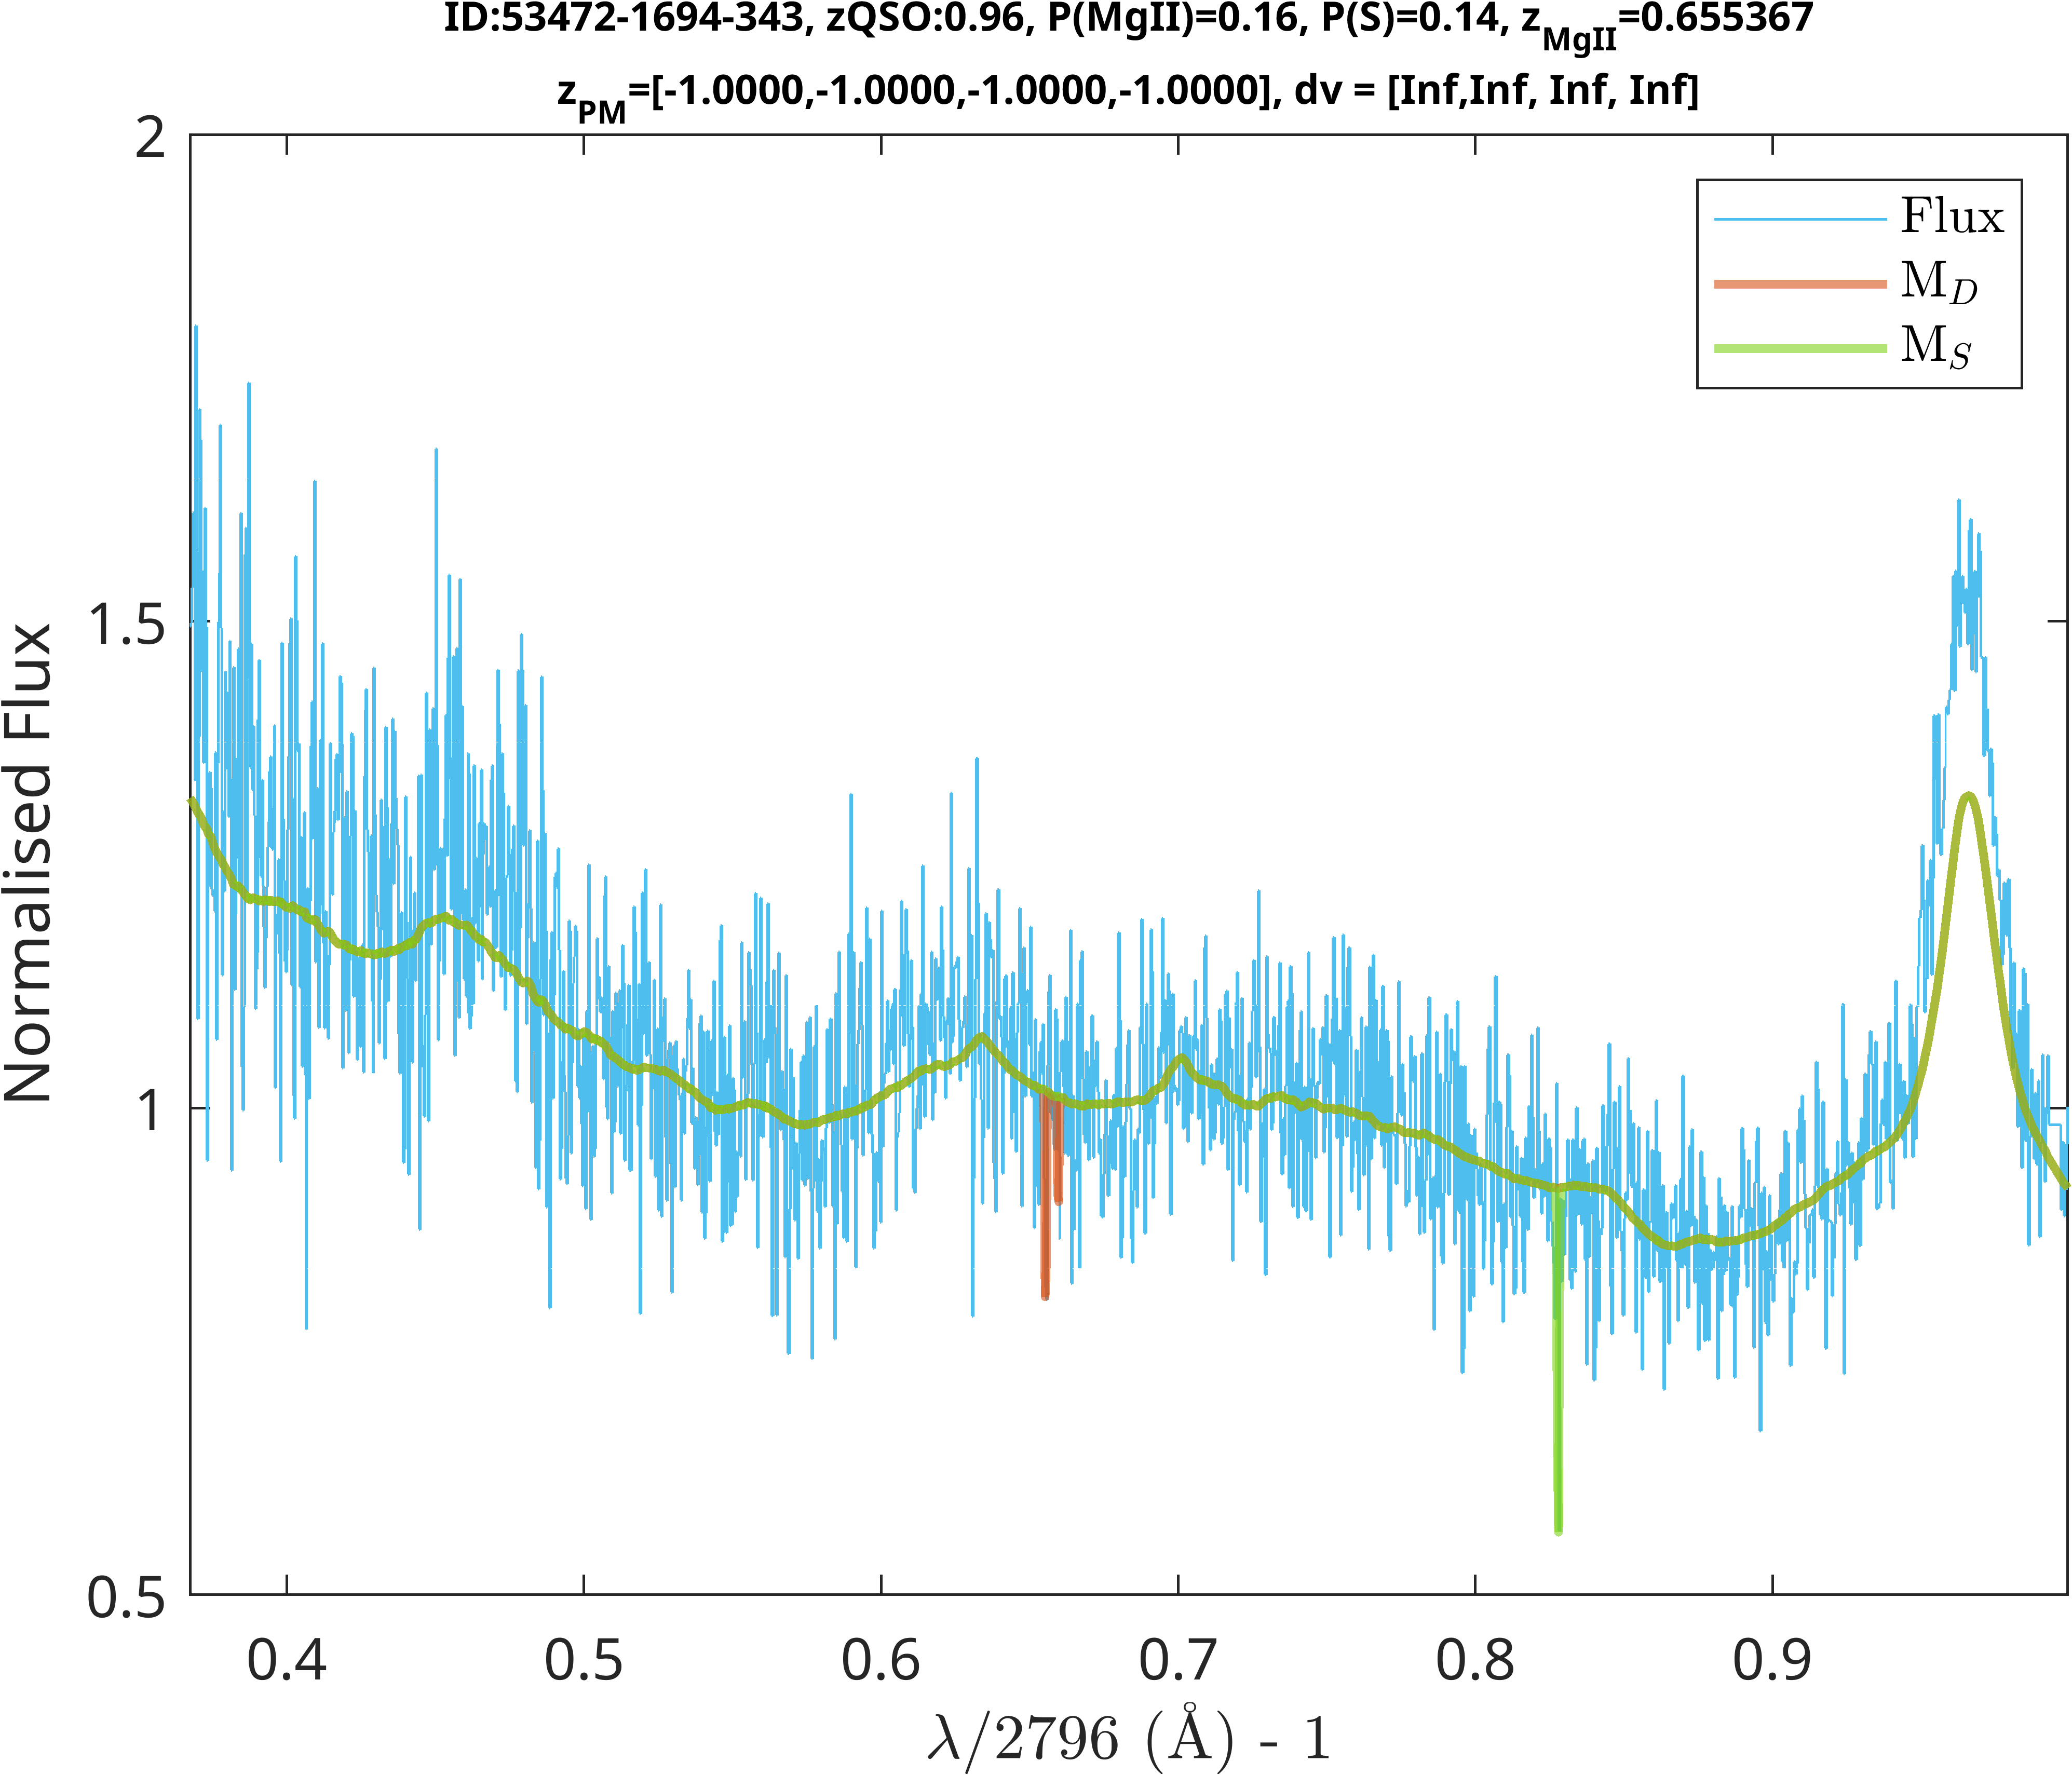 ID:53472-1694-343, zQSO:0.96, P(MgII)=0.16, P(S)=0.14, zMgII=0.655367
zPM=[-1.0000,-1.0000,-1.0000,-1.0000], dv = [Inf,Inf, Inf, Inf]
2
1.5
1
0.5
Normalised Flux
Flux
MD
MS
0.4 0.5 0.6 0.7 0.8 0.9
λ/2796 (Å) - 1